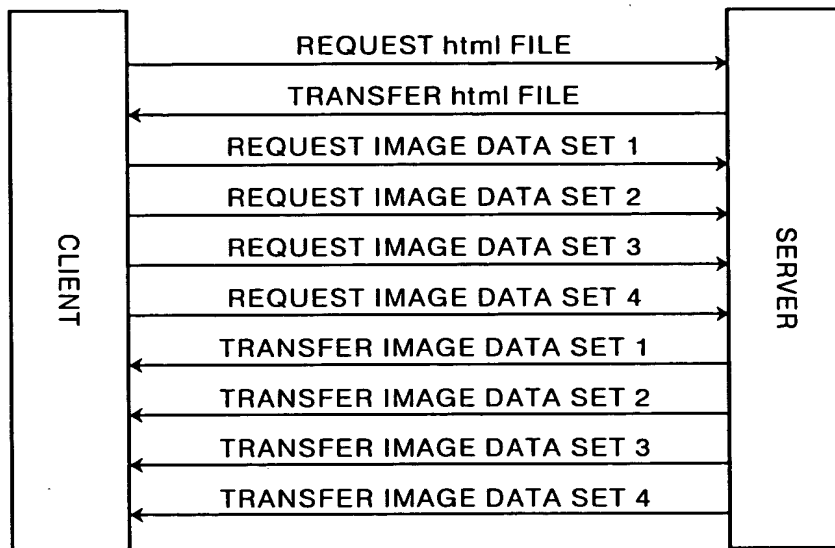 REQUEST html FILE
TRANSFER html FILE
REQUEST IMAGE DATA SET 1
REQUEST IMAGE DATA SET 2
REQUEST IMAGE DATA SET 3
REQUEST IMAGE DATA SET 4
TRANSFER IMAGE DATA SET 1
TRANSFER IMAGE DATA SET 2
TRANSFER IMAGE DATA SET 3
TRANSFER IMAGE DATA SET 4
CLIENT
SERVER